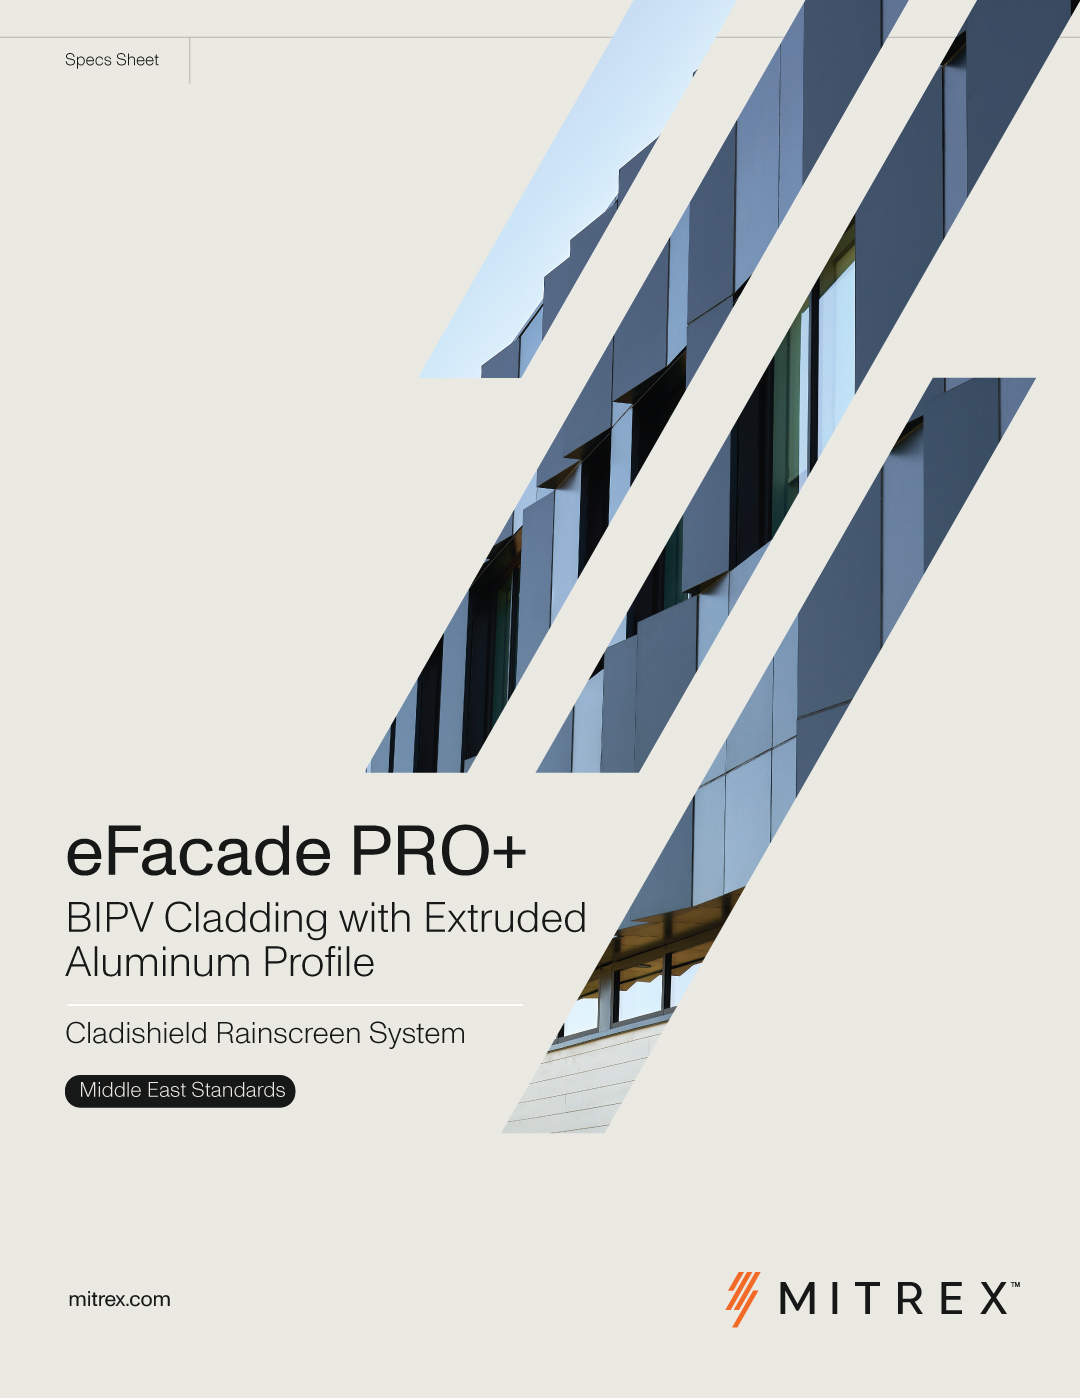 Specs Sheet
eFacade PRO+
BIPV Cladding with Extruded
Aluminum Profile
Cladishield Rainscreen System
Middle East Standards
mitrex.com
MITREX™